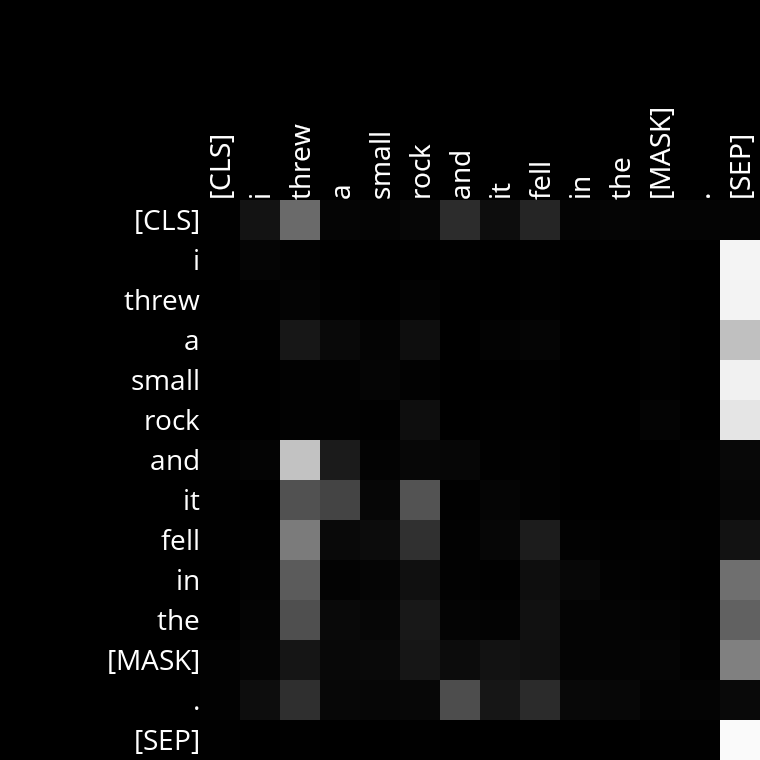 [CLS] i threw a small rock and it fell in the [MASK] . [SEP]
[CLS]
i
threw
a
small
rock
and
it
fell
in
the
[MASK]
.
[SEP]